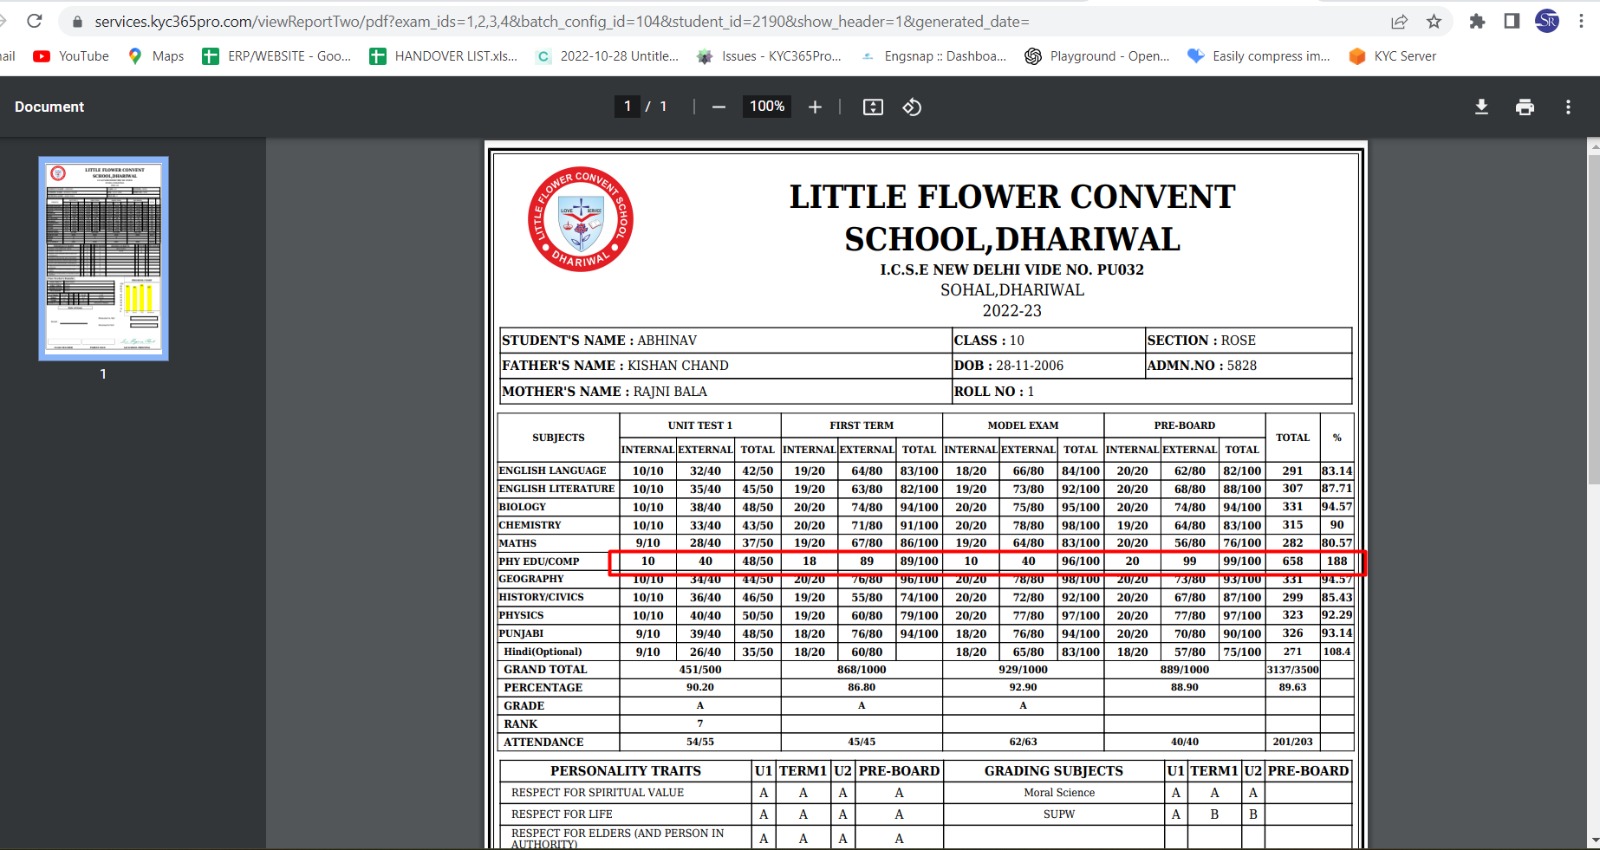 services.kyc365pro.com/viewReportTwo/pdf?exam_ids=1,2,3,4&batch_config_id=104&student_id=2190&show_header=1&generated_date=
SR
ail YouTube Maps ERP/WEBSITE - Goo... HANDOVER LIST.xls... 2022-10-28 Untitle... Issues - KYC365Pro... Engsnap :: Dashboa... Playground - Open... Easily compress im... KYC Server
Document 1 / 1 100%
1
LITTLE FLOWER CONVENT SCHOOL
DHARIWAL
LITTLE FLOWER CONVENT
SCHOOL,DHARIWAL
I.C.S.E NEW DELHI VIDE NO. PU032
SOHAL,DHARIWAL
2022-23
STUDENT'S NAME : ABHINAV CLASS : 10 SECTION : ROSE
FATHER'S NAME : KISHAN CHAND DOB : 28-11-2006 ADMN.NO : 5828
MOTHER'S NAME : RAJNI BALA ROLL NO : 1
SUBJECTS UNIT TEST 1 FIRST TERM MODEL EXAM PRE-BOARD TOTAL %
INTERNAL EXTERNAL TOTAL INTERNAL EXTERNAL TOTAL INTERNAL EXTERNAL TOTAL INTERNAL EXTERNAL TOTAL
ENGLISH LANGUAGE 10/10 32/40 42/50 19/20 64/80 83/100 18/20 66/80 84/100 20/20 62/80 82/100 291 83.14
ENGLISH LITERATURE 10/10 35/40 45/50 19/20 63/80 82/100 19/20 73/80 92/100 20/20 68/80 88/100 307 87.71
BIOLOGY 10/10 38/40 48/50 20/20 74/80 94/100 20/20 75/80 95/100 20/20 74/80 94/100 331 94.57
CHEMISTRY 10/10 33/40 43/50 20/20 71/80 91/100 20/20 78/80 98/100 19/20 64/80 83/100 315 90
MATHS 9/10 28/40 37/50 19/20 67/80 86/100 19/20 64/80 83/100 20/20 56/80 76/100 282 80.57
PHY EDU/COMP 10 40 48/50 18 89 89/100 10 40 96/100 20 99 99/100 658 188
GEOGRAPHY 10/10 34/40 44/50 20/20 76/80 96/100 20/20 78/80 98/100 20/20 73/80 93/100 331 94.57
HISTORY/CIVICS 10/10 36/40 46/50 19/20 55/80 74/100 20/20 72/80 92/100 20/20 67/80 87/100 299 85.43
PHYSICS 10/10 40/40 50/50 19/20 60/80 79/100 20/20 77/80 97/100 20/20 77/80 97/100 323 92.29
PUNJABI 9/10 39/40 48/50 18/20 76/80 94/100 18/20 76/80 94/100 20/20 70/80 90/100 326 93.14
Hindi(Optional) 9/10 26/40 35/50 18/20 60/80 18/20 65/80 83/100 18/20 57/80 75/100 271 108.4
GRAND TOTAL 451/500 868/1000 929/1000 889/1000 3137/3500
PERCENTAGE 90.20 86.80 92.90 88.90 89.63
GRADE A A A
RANK 7
ATTENDANCE 54/55 45/45 62/63 40/40 201/203
PERSONALITY TRAITS U1 TERM1 U2 PRE-BOARD GRADING SUBJECTS U1 TERM1 U2 PRE-BOARD
RESPECT FOR SPIRITUAL VALUE A A A A Moral Science A A A
RESPECT FOR LIFE A A A A SUPW A B B
RESPECT FOR ELDERS (AND PERSON IN
AUTHORITY) A A A A